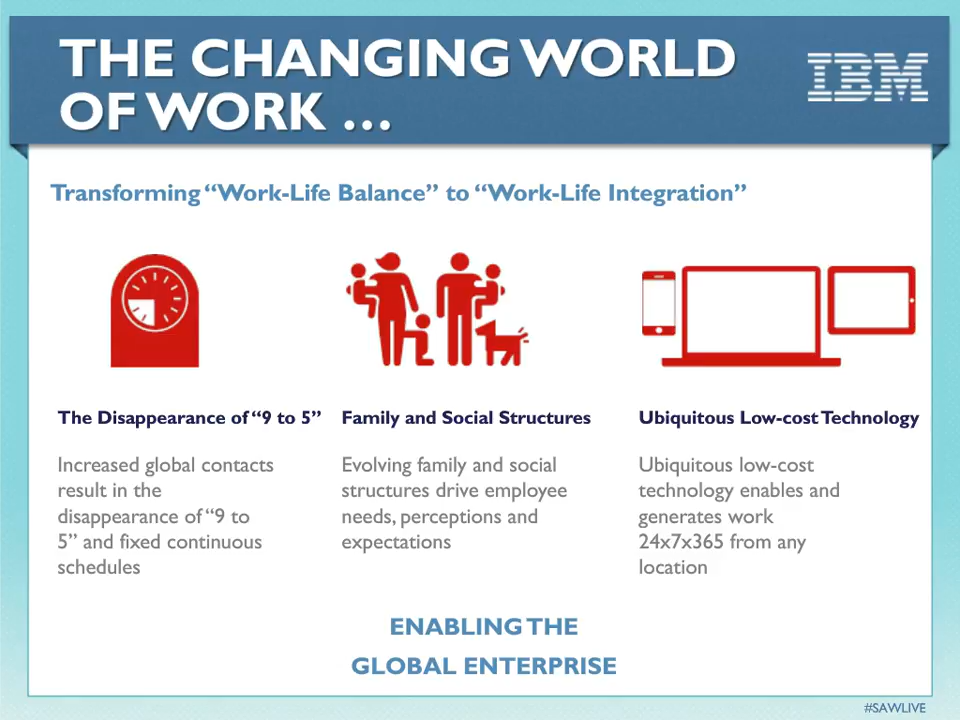 THE CHANGING WORLD
OF WORK ...
IBM
Transforming “Work-Life Balance” to “Work-Life Integration”
The Disappearance of “9 to 5”
Increased global contacts
result in the
disappearance of “9 to
5” and fixed continuous
schedules
Family and Social Structures
Evolving family and social
structures drive employee
needs, perceptions and
expectations
Ubiquitous Low-cost Technology
Ubiquitous low-cost
technology enables and
generates work
24x7x365 from any
location
ENABLING THE
GLOBAL ENTERPRISE
#SAWLIVE